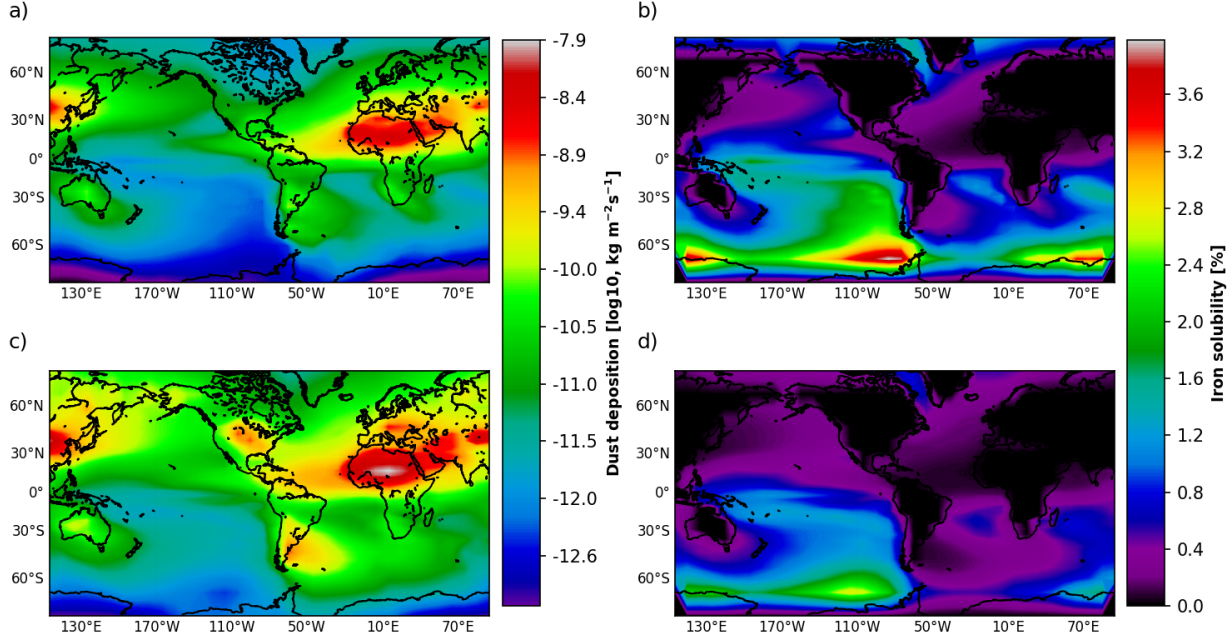 a)
60°N
30°N
0°
30°S
60°S
130°E 170°W 110°W 50°W 10°E 70°E
-7.9
-8.4
-8.9
-9.4
-10.0
-10.5
-11.0
-11.5
-12.0
-12.6
Dust deposition [log10, kg m⁻²s⁻¹]
b)
60°N
30°N
0°
30°S
60°S
130°E 170°W 110°W 50°W 10°E 70°E
3.6
3.2
2.8
2.4
2.0
1.6
1.2
0.8
0.4
0.0
Iron solubility [%]
c)
60°N
30°N
0°
30°S
60°S
130°E 170°W 110°W 50°W 10°E 70°E
d)
60°N
30°N
0°
30°S
60°S
130°E 170°W 110°W 50°W 10°E 70°E